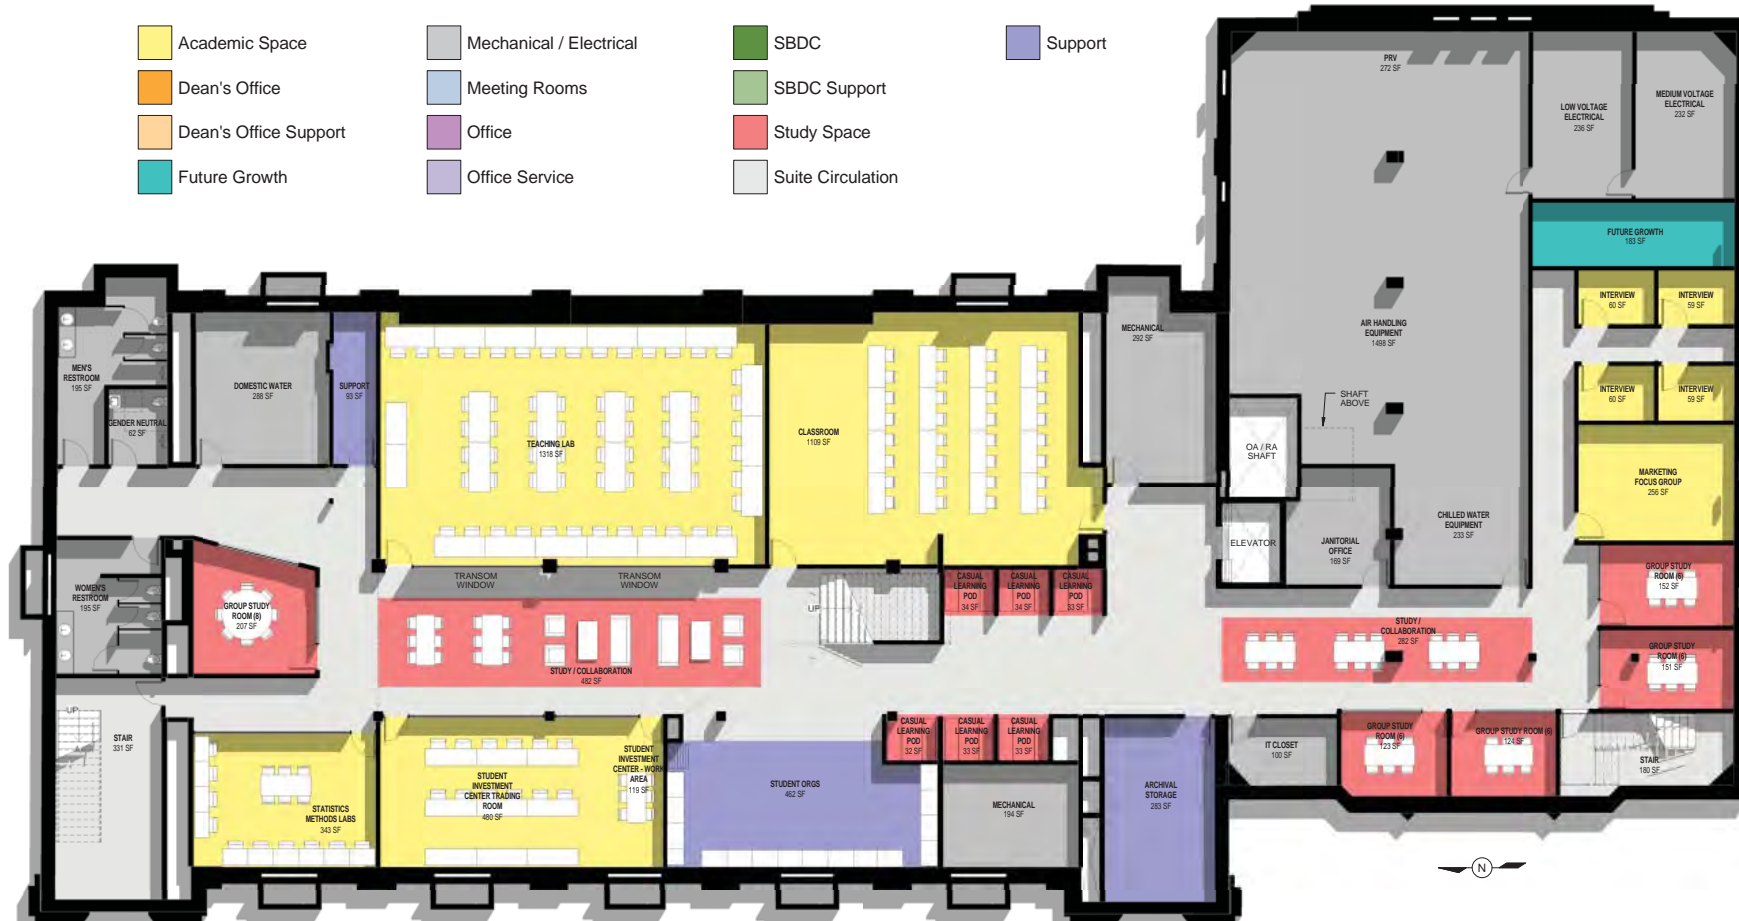 Academic Space
Dean's Office
Dean's Office Support
Future Growth
Mechanical / Electrical
Meeting Rooms
Office
Office Service
SBDC
SBDC Support
Study Space
Suite Circulation
Support
PRV
272 SF
LOW VOLTAGE
ELECTRICAL
236 SF
MEDIUM VOLTAGE
ELECTRICAL
232 SF
FUTURE GROWTH
183 SF
INTERVIEW
60 SF
INTERVIEW
59 SF
AIR HANDLING
EQUIPMENT
1498 SF
INTERVIEW
60 SF
INTERVIEW
59 SF
SHAFT
ABOVE
OA / RA
SHAFT
MARKETING
FOCUS GROUP
256 SF
CHILLED WATER
EQUIPMENT
233 SF
ELEVATOR
JANITORIAL
OFFICE
169 SF
MEN'S
RESTROOM
195 SF
GENDER NEUTRAL
62 SF
DOMESTIC WATER
288 SF
SUPPORT
93 SF
TEACHING LAB
1318 SF
CLASSROOM
1109 SF
MECHANICAL
292 SF
WOMEN'S
RESTROOM
195 SF
GROUP STUDY
ROOM (8)
207 SF
TRANSOM
WINDOW
TRANSOM
WINDOW
STUDY / COLLABORATION
482 SF
UP
CASUAL
LEARNING
POD
34 SF
CASUAL
LEARNING
POD
34 SF
CASUAL
LEARNING
POD
33 SF
STUDY /
COLLABORATION
282 SF
GROUP STUDY
ROOM (6)
152 SF
GROUP STUDY
ROOM (6)
151 SF
UP
STAIR
331 SF
STATISTICS
METHODS LABS
343 SF
STUDENT
INVESTMENT
CENTER TRADING
ROOM
480 SF
STUDENT
INVESTMENT
CENTER - WORK
AREA
119 SF
STUDENT ORGS
462 SF
CASUAL
LEARNING
POD
32 SF
CASUAL
LEARNING
POD
33 SF
CASUAL
LEARNING
POD
33 SF
MECHANICAL
194 SF
ARCHIVAL
STORAGE
283 SF
IT CLOSET
100 SF
GROUP STUDY
ROOM (6)
123 SF
GROUP STUDY ROOM (6)
124 SF
STAIR
180 SF
N